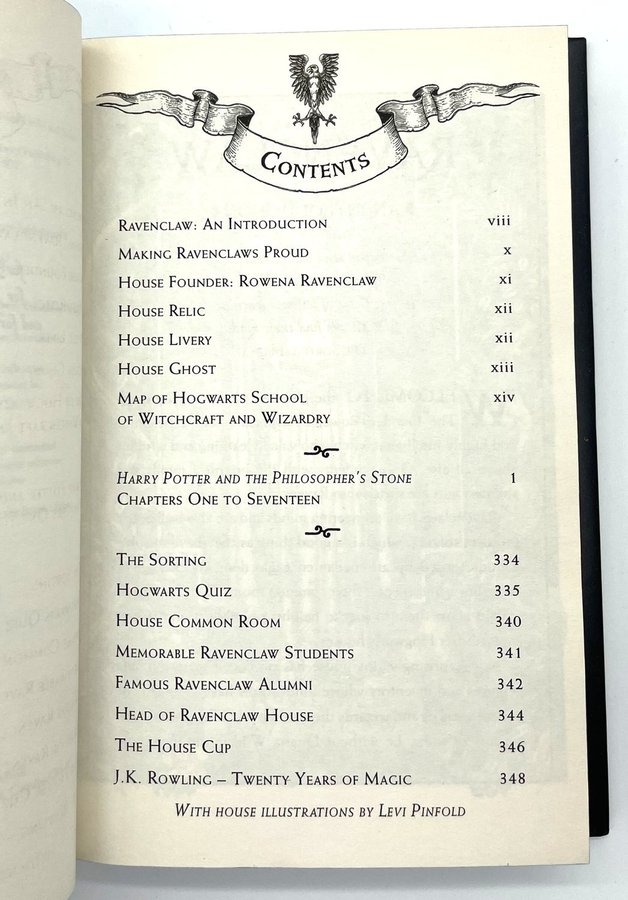 CONTENTS
RAVENCLAW: AN INTRODUCTION viii
MAKING RAVENCLAWS PROUD x
HOUSE FOUNDER: ROWENA RAVENCLAW xi
HOUSE RELIC xii
HOUSE LIVERY xii
HOUSE GHOST xiii
MAP OF HOGWARTS SCHOOL xiv
OF WITCHCRAFT AND WIZARDRY
HARRY POTTER AND THE PHILOSOPHER'S STONE 1
CHAPTERS ONE TO SEVENTEEN
THE SORTING 334
HOGWARTS QUIZ 335
HOUSE COMMON ROOM 340
MEMORABLE RAVENCLAW STUDENTS 341
FAMOUS RAVENCLAW ALUMNI 342
HEAD OF RAVENCLAW HOUSE 344
THE HOUSE CUP 346
J.K. ROWLING – TWENTY YEARS OF MAGIC 348
WITH HOUSE ILLUSTRATIONS BY LEVI PINFOLD